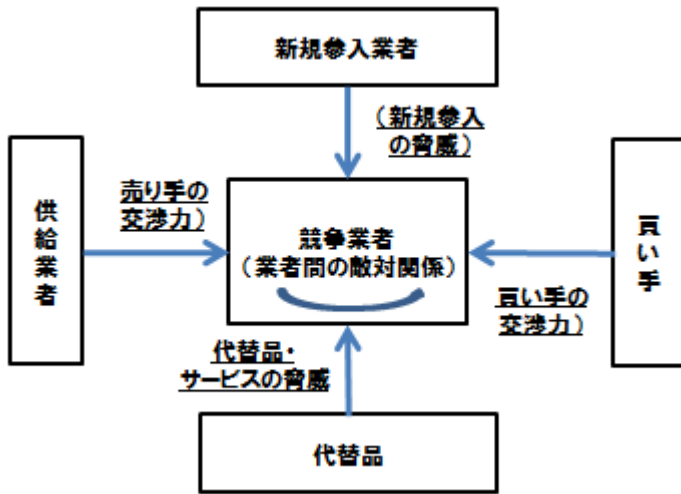 新規参入業者
（新規参入
の脅威）
供給業者
売り手の
交渉力）
競争業者
（業者間の敵対関係）
買い手
買い手の
交渉力）
代替品・
サービスの脅威
代替品